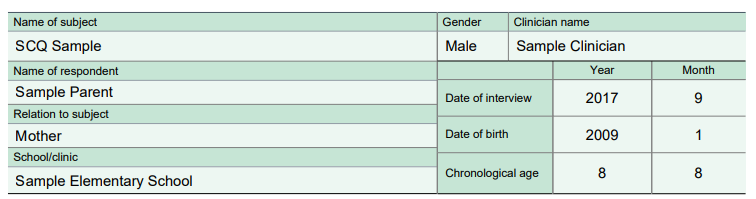 Name of subject Gender Clinician name
SCQ Sample Male Sample Clinician
Name of respondent Year Month
Sample Parent
Date of interview 2017 9
Relation to subject
Mother
Date of birth 2009 1
School/clinic
Sample Elementary School
Chronological age 8 8